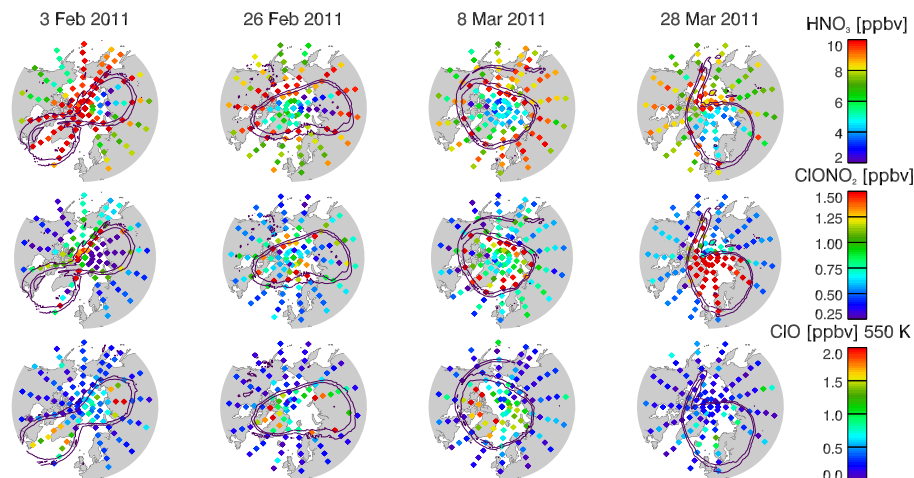 3 Feb 2011
26 Feb 2011
8 Mar 2011
28 Mar 2011
HNO₃ [ppbv]
10
8
6
4
2
ClONO₂ [ppbv]
1.50
1.25
1.00
0.75
0.50
0.25
ClO [ppbv] 550 K
2.0
1.5
1.0
0.5
0.0